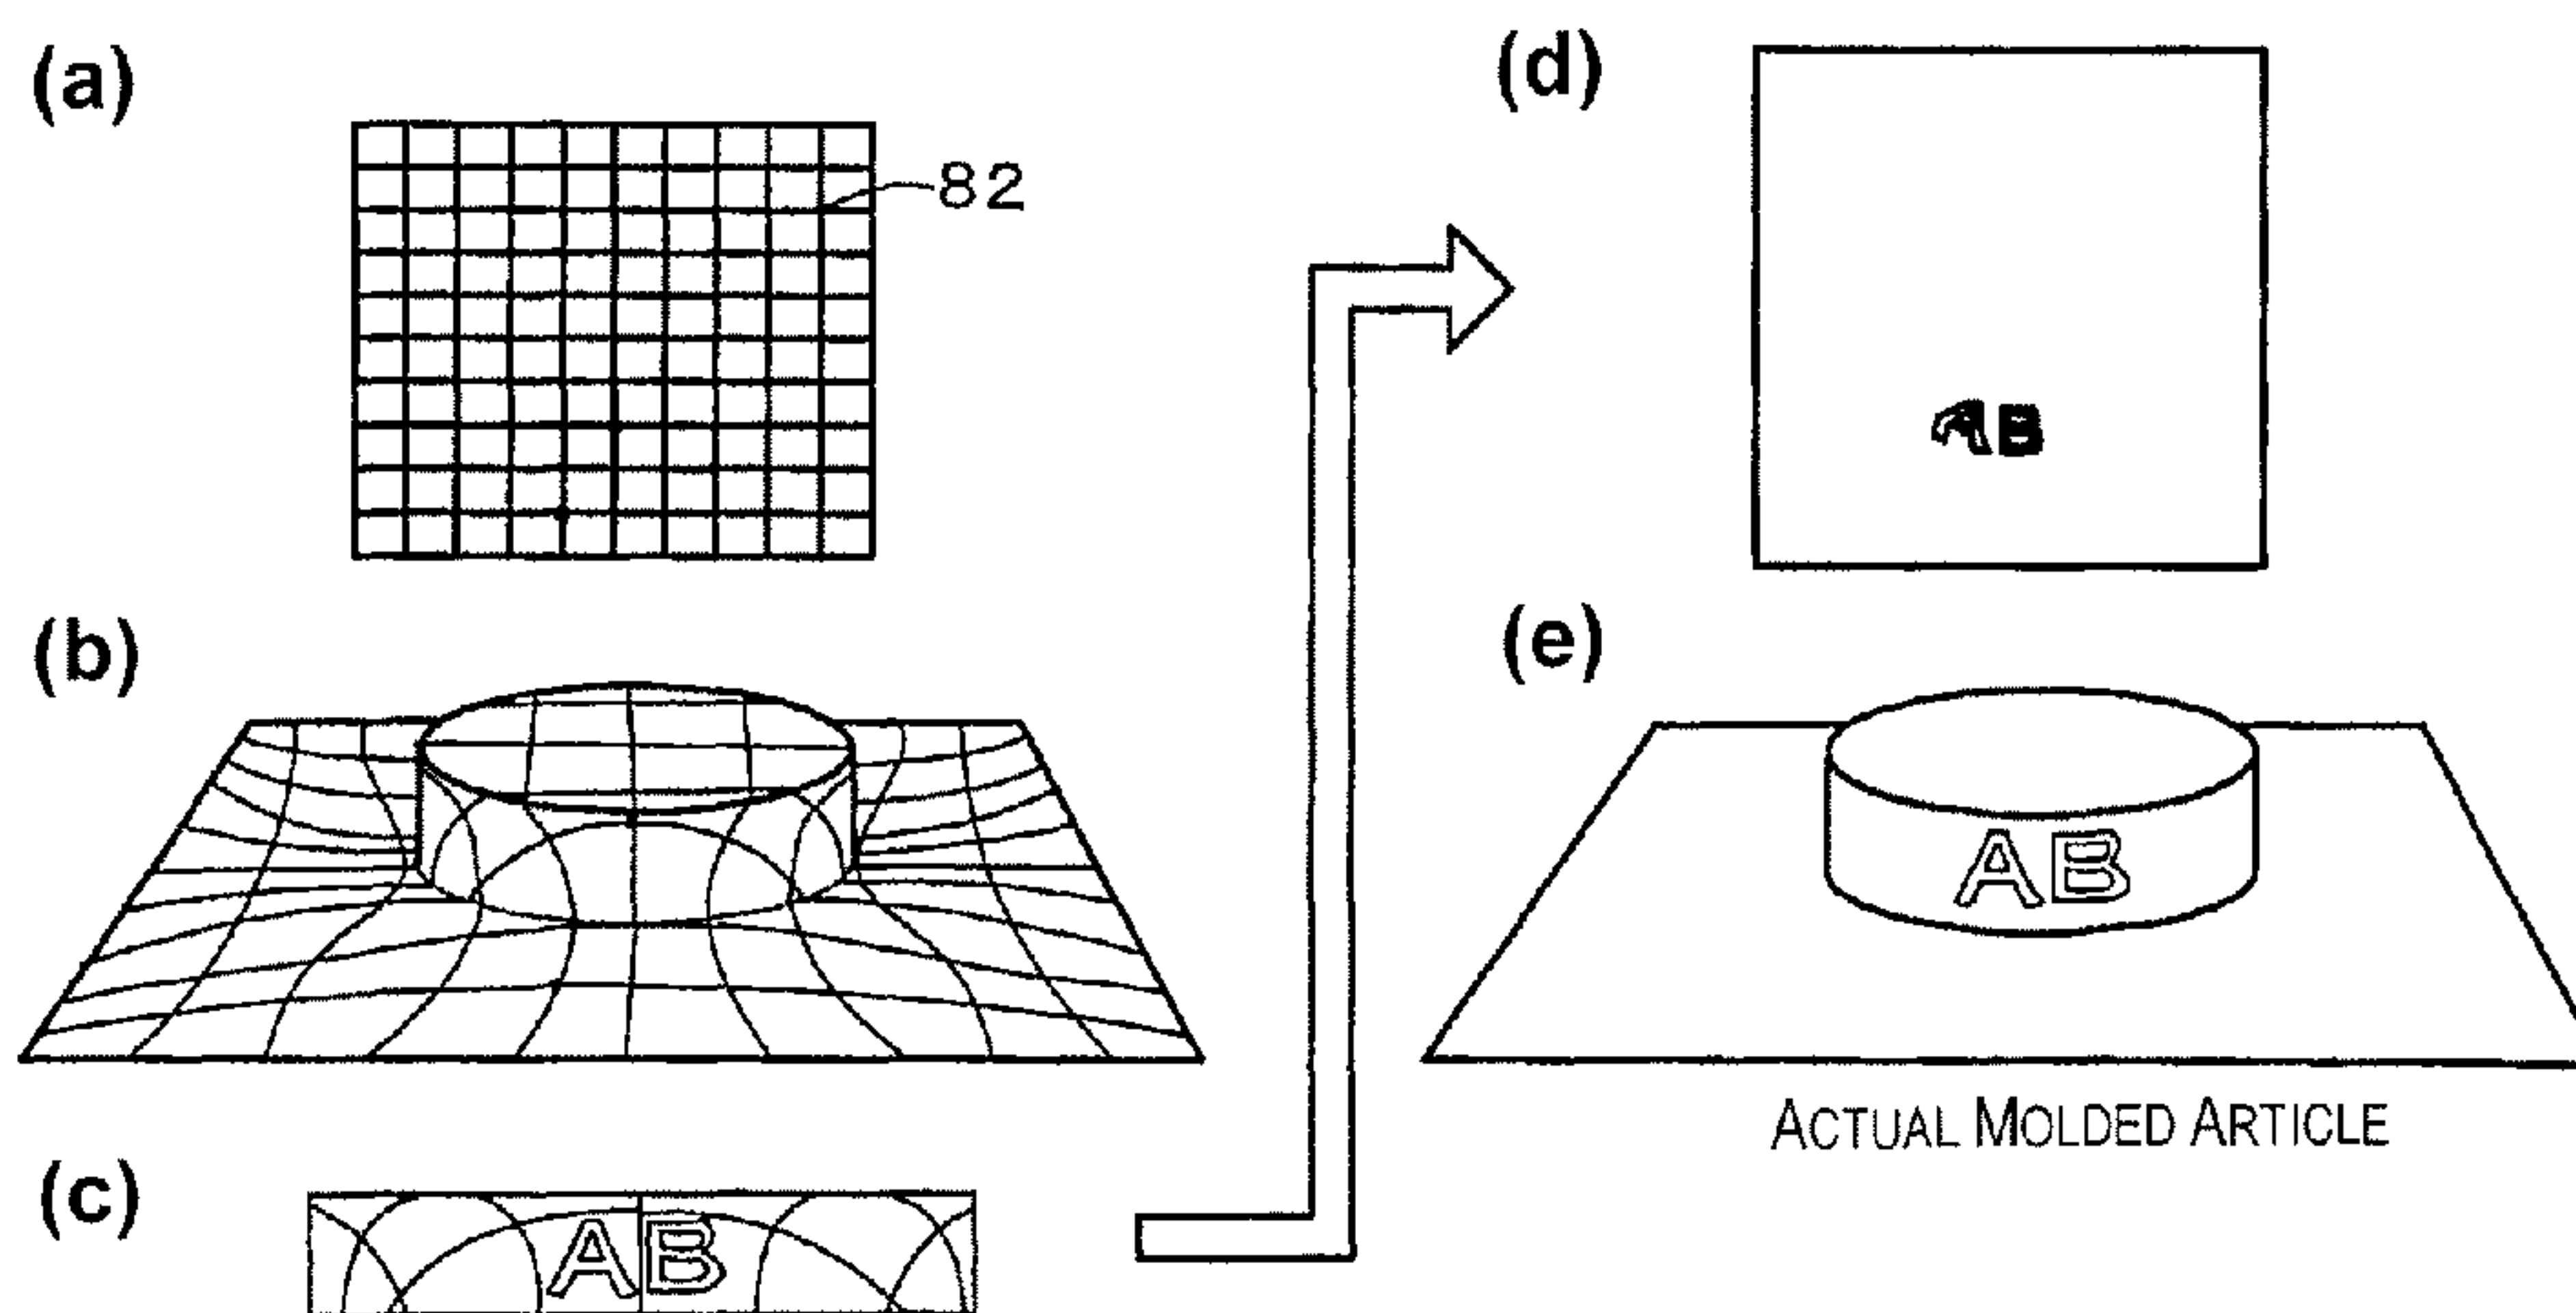 (a)
82
(b)
(c)
AB
(d)
AB
(e)
AB
ACTUAL MOLDED ARTICLE